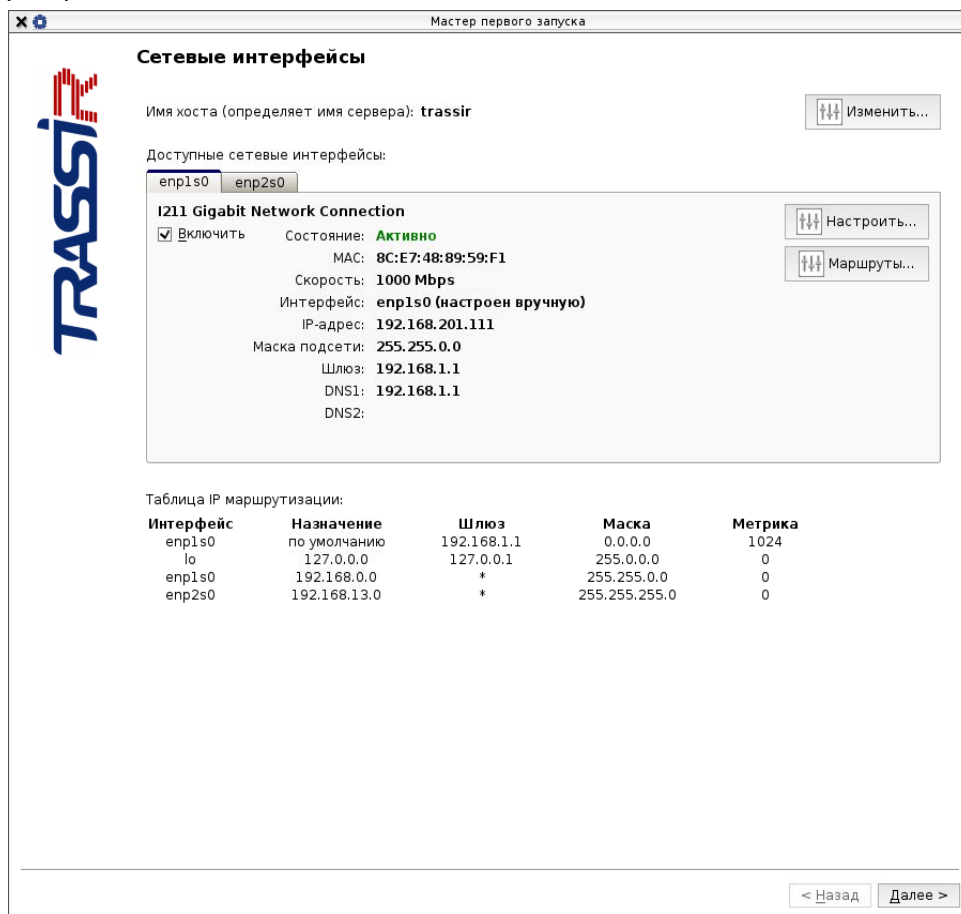 Мастер первого запуска
TRASSIR
Сетевые интерфейсы
Имя хоста (определяет имя сервера): trassir
Изменить...
Доступные сетевые интерфейсы:
enp1s0 enp2s0
I211 Gigabit Network Connection
Настроить...
Включить
Состояние: Активно
MAC: 8C:E7:48:89:59:F1
Маршруты...
Скорость: 1000 Mbps
Интерфейс: enp1s0 (настроен вручную)
IP-адрес: 192.168.201.111
Маска подсети: 255.255.0.0
Шлюз: 192.168.1.1
DNS1: 192.168.1.1
DNS2:
Таблица IP маршрутизации:
Интерфейс Назначение Шлюз Маска Метрика
enp1s0 по умолчанию 192.168.1.1 0.0.0.0 1024
lo 127.0.0.0 127.0.0.1 255.0.0.0 0
enp1s0 192.168.0.0 * 255.255.0.0 0
enp2s0 192.168.13.0 * 255.255.255.0 0
< Назад Далее >